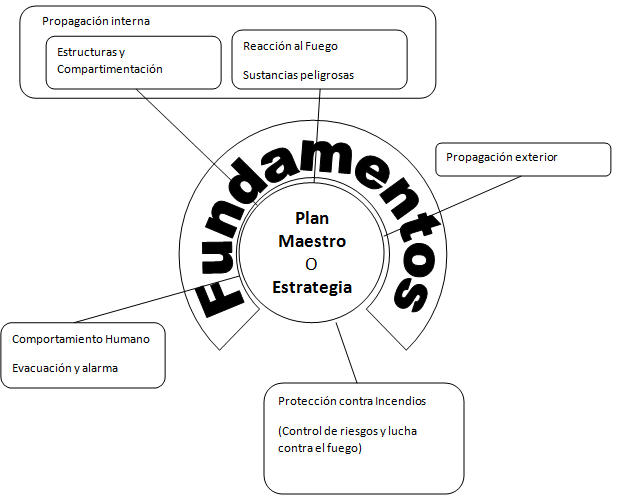 Propagación interna
Estructuras y
Compartimentación
Reacción al Fuego
Sustancias peligrosas
Propagación exterior
Fundamentos
Plan
Maestro
O
Estrategia
Comportamiento Humano
Evacuación y alarma
Protección contra Incendios
(Control de riesgos y lucha
contra el fuego)